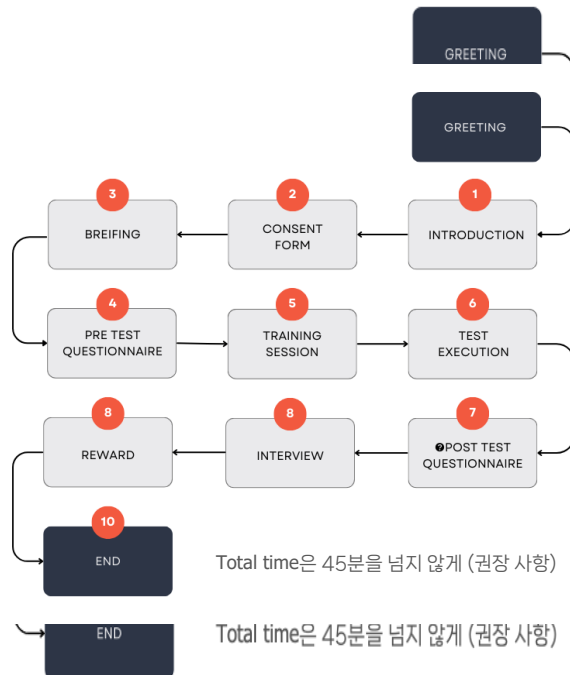 GREETING
GREETING
3
2
1
BREIFING
CONSENT
FORM
INTRODUCTION
4
5
6
PRE TEST
QUESTIONNAIRE
TRAINING
SESSION
TEST
EXECUTION
8
8
7
REWARD
INTERVIEW
❷POST TEST
QUESTIONNAIRE
10
END
Total time은 45분을 넘지 않게 (권장 사항)
END
Total time은 45분을 넘지 않게 (권장 사항)